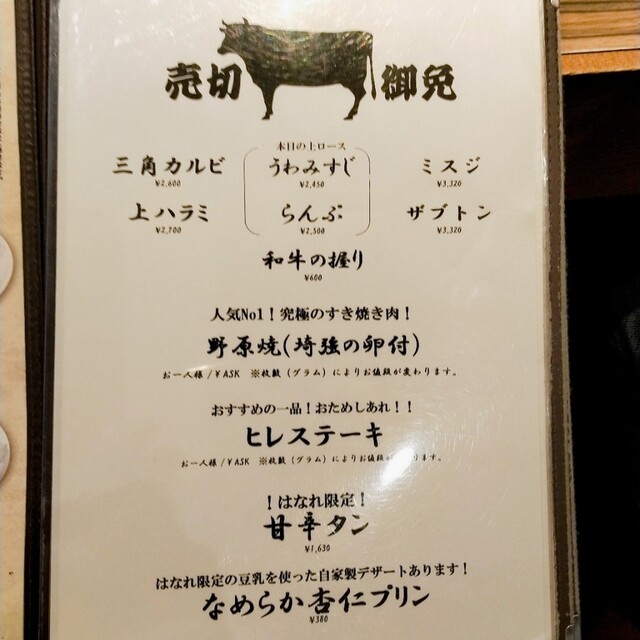 売切 御免
本日の上ロース
三角カルビ うわみすじ ミスジ
¥2,600 ¥2,450 ¥3,320
上ハラミ らんぷ ザブトン
¥2,700 ¥2,500 ¥3,320
和牛の握り
¥600
人気No1！究極のすき焼き肉！
野原焼(埼強の卵付)
お一人様/¥ASK ※枚数（グラム）によりお値段が変わります。
おすすめの一品！おためしあれ！！
ヒレステーキ
お一人様/¥ASK ※枚数（グラム）によりお値段が変わります。
！はなれ限定！
甘辛タン
¥1,630
はなれ限定の豆乳を使った自家製デザートあります！
なめらか杏仁プリン
¥380